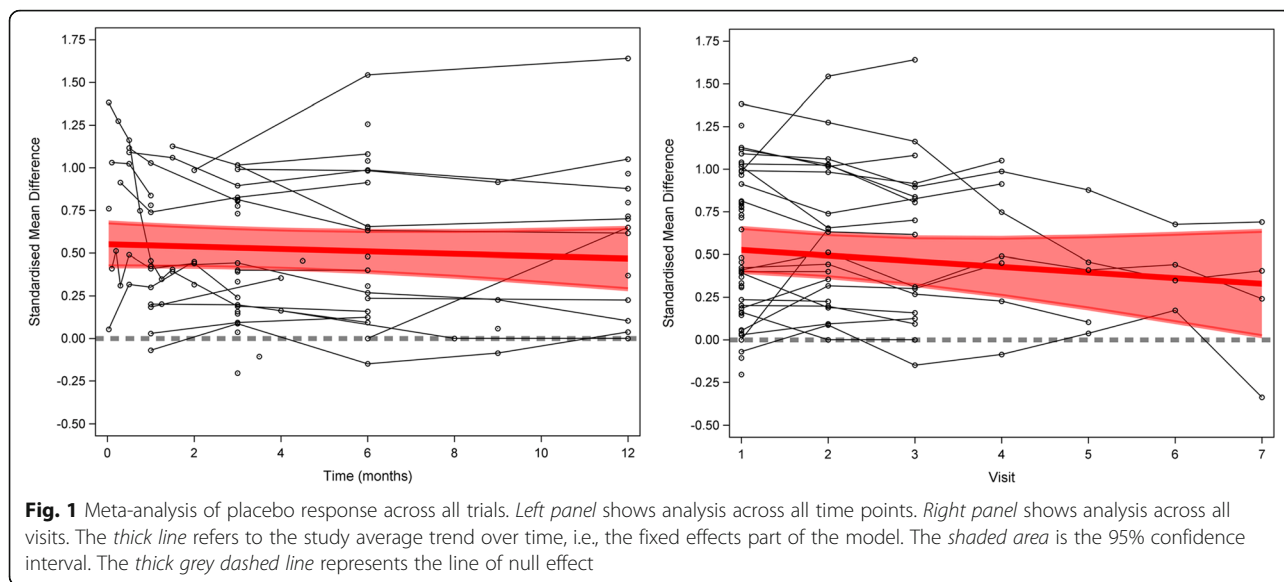 1.75
1.50
1.25
1.00
0.75
0.50
0.25
0.00
-0.25
-0.50
Standardised Mean Difference
0 2 4 6 8 10 12
Time (months)
1.75
1.50
1.25
1.00
0.75
0.50
0.25
0.00
-0.25
-0.50
Standardised Mean Difference
1 2 3 4 5 6 7
Visit
Fig. 1 Meta-analysis of placebo response across all trials. Left panel shows analysis across all time points. Right panel shows analysis across all
visits. The thick line refers to the study average trend over time, i.e., the fixed effects part of the model. The shaded area is the 95% confidence
interval. The thick grey dashed line represents the line of null effect